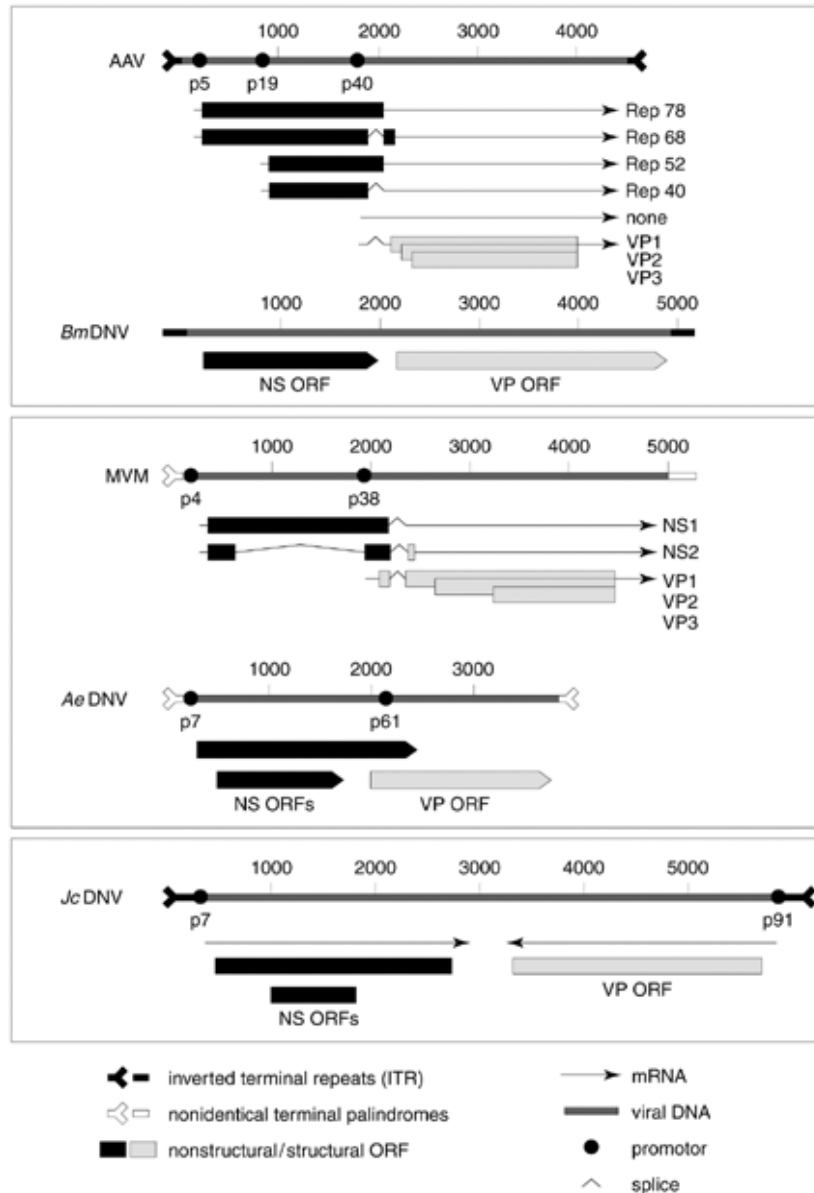 1000 2000 3000 4000
AAV
p5 p19 p40
Rep 78
Rep 68
Rep 52
Rep 40
none
VP1
VP2
VP3
1000 2000 3000 4000 5000
BmDNV
NS ORF VP ORF
1000 2000 3000 4000 5000
MVM
p4 p38
NS1
NS2
VP1
VP2
VP3
1000 2000 3000
Ae DNV
p7 p61
NS ORFs VP ORF
1000 2000 3000 4000 5000
Jc DNV
p7 p91
VP ORF
NS ORFs
inverted terminal repeats (ITR) mRNA
nonidentical terminal palindromes viral DNA
nonstructural/structural ORF promotor
splice